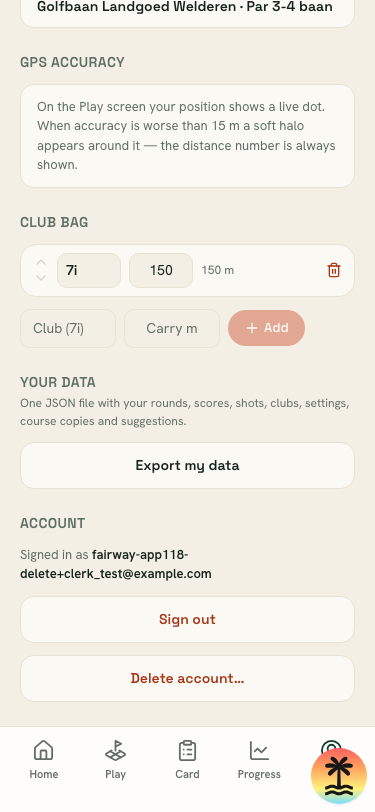 Golfbaan Landgoed Welderen · Par 3-4 baan
GPS ACCURACY
On the Play screen your position shows a live dot.
When accuracy is worse than 15 m a soft halo
appears around it — the distance number is always
shown.
CLUB BAG
7i 150 150 m
Club (7i) Carry m + Add
YOUR DATA
One JSON file with your rounds, scores, shots, clubs, settings,
course copies and suggestions.
Export my data
ACCOUNT
Signed in as fairway-app118-
delete+clerk_test@example.com
Sign out
Delete account...
Home Play Card Progress